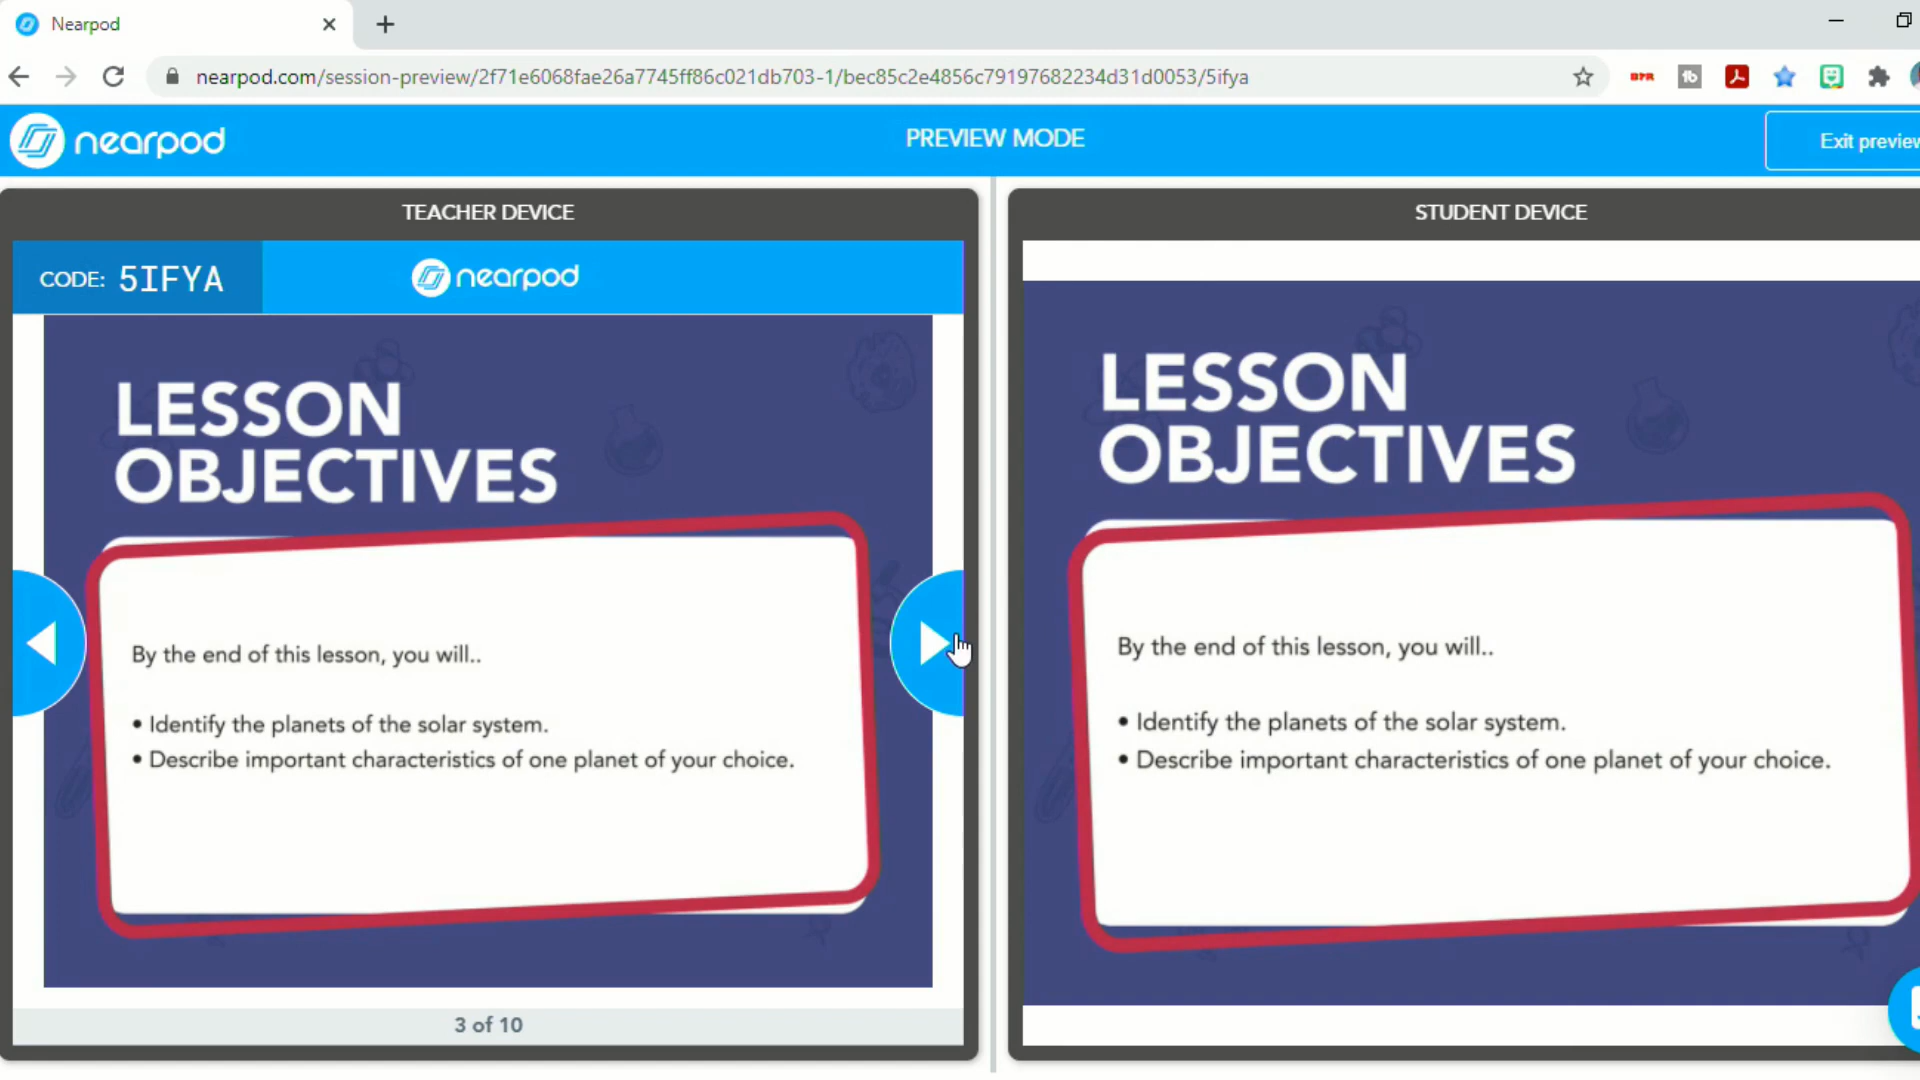 Nearpod
nearpod.com/session-preview/2f71e6068fae26a7745ff86c021db703-1/bec85c2e4856c79197682234d31d0053/5ifya
nearpod
PREVIEW MODE
Exit preview
TEACHER DEVICE
CODE: 5IFYA
nearpod
LESSON
OBJECTIVES
By the end of this lesson, you will..
• Identify the planets of the solar system.
• Describe important characteristics of one planet of your choice.
3 of 10
STUDENT DEVICE
LESSON
OBJECTIVES
By the end of this lesson, you will..
• Identify the planets of the solar system.
• Describe important characteristics of one planet of your choice.